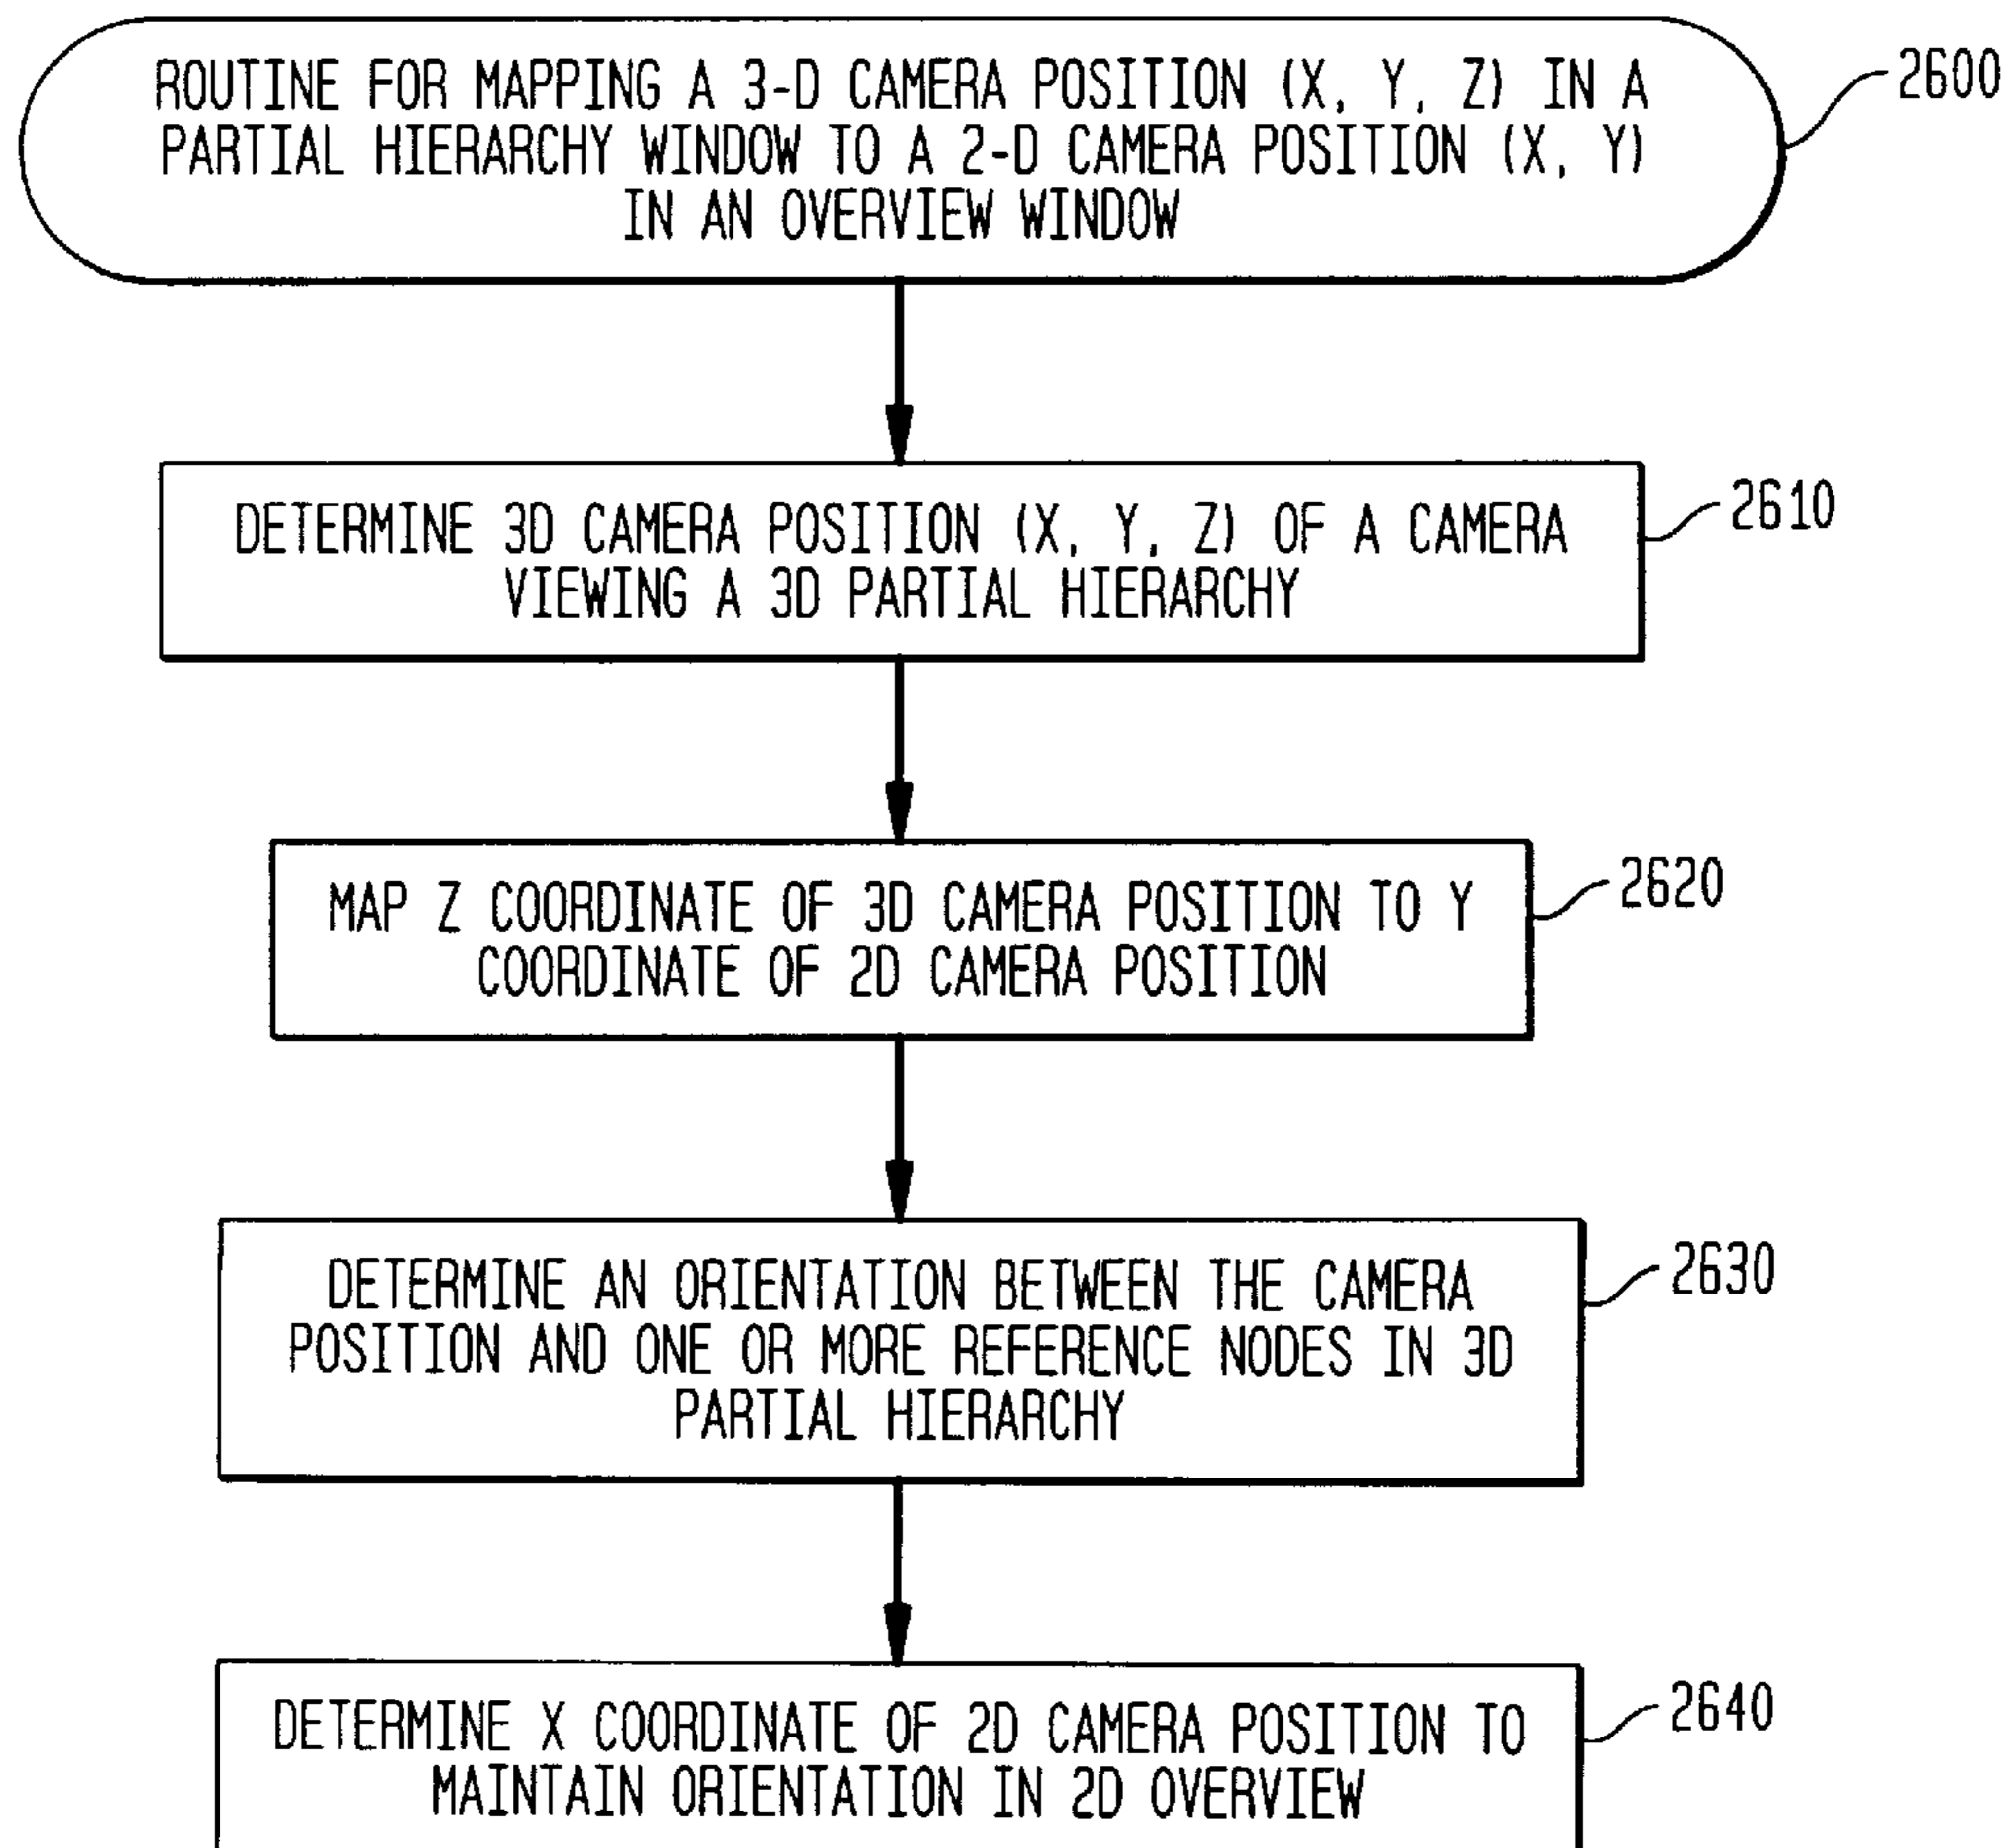 ROUTINE FOR MAPPING A 3-D CAMERA POSITION (X, Y, Z) IN A
PARTIAL HIERARCHY WINDOW TO A 2-D CAMERA POSITION (X, Y)
IN AN OVERVIEW WINDOW
2600
DETERMINE 3D CAMERA POSITION (X, Y, Z) OF A CAMERA
VIEWING A 3D PARTIAL HIERARCHY
2610
MAP Z COORDINATE OF 3D CAMERA POSITION TO Y
COORDINATE OF 2D CAMERA POSITION
2620
DETERMINE AN ORIENTATION BETWEEN THE CAMERA
POSITION AND ONE OR MORE REFERENCE NODES IN 3D
PARTIAL HIERARCHY
2630
DETERMINE X COORDINATE OF 2D CAMERA POSITION TO
MAINTAIN ORIENTATION IN 2D OVERVIEW
2640